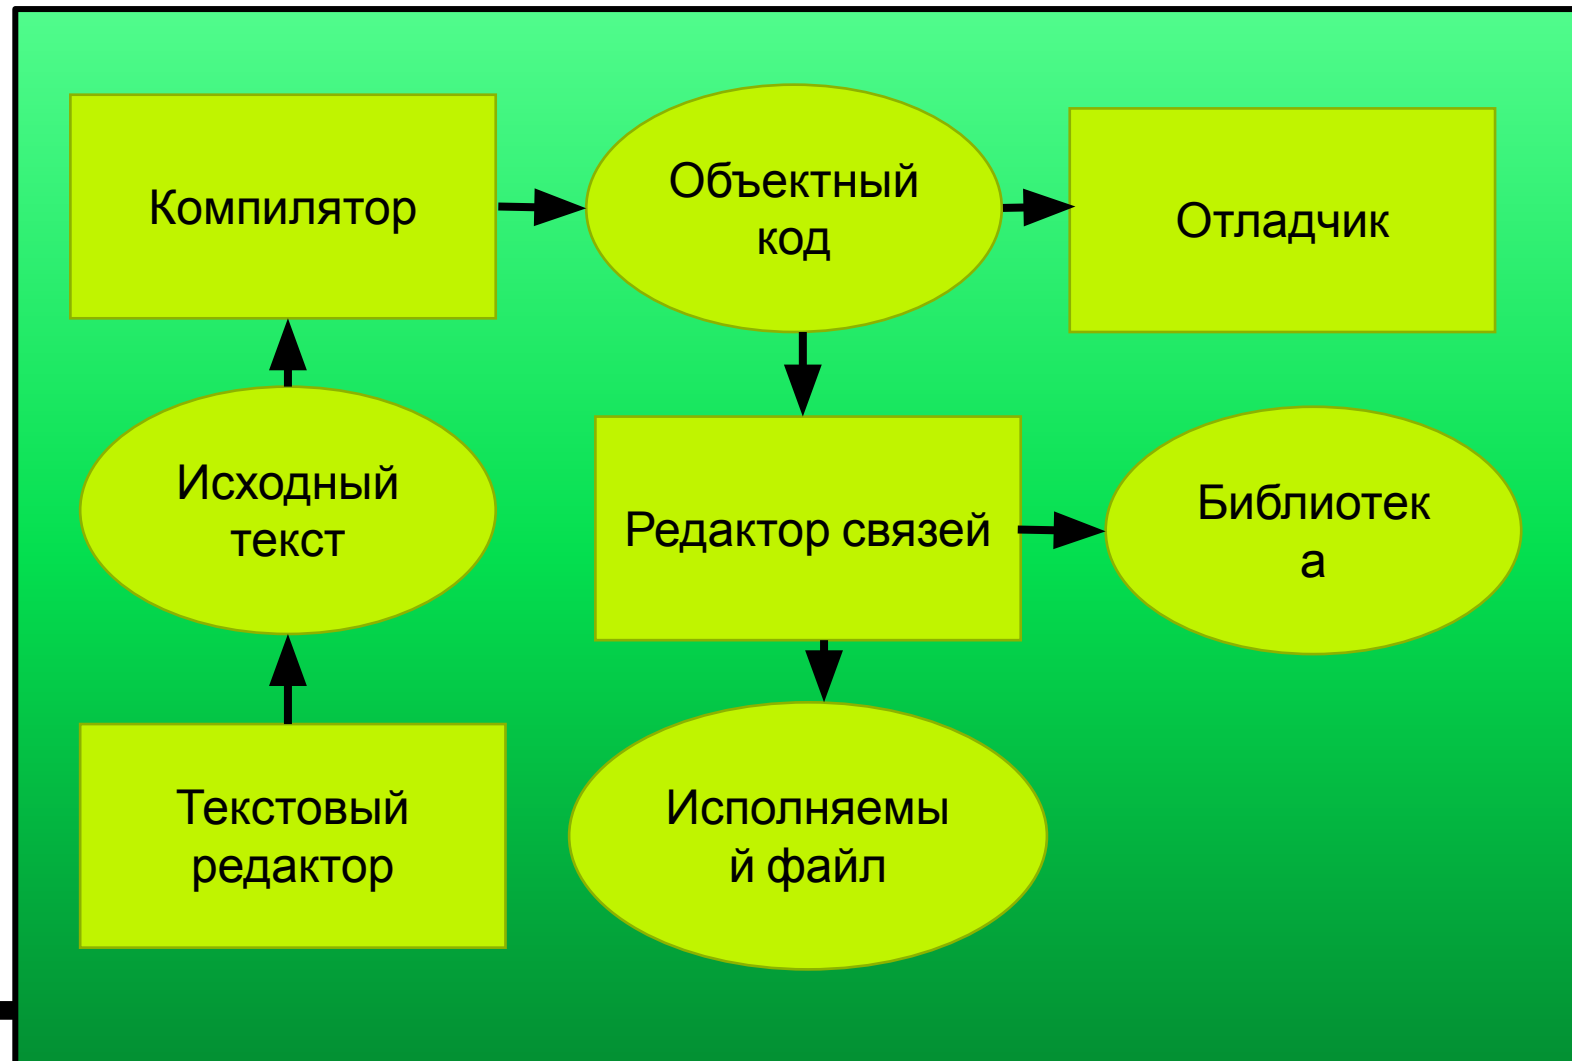 Компилятор
Объектный
код
Отладчик
Исходный
текст
Редактор связей
Библиотек
а
Текстовый
редактор
Исполняемы
й файл